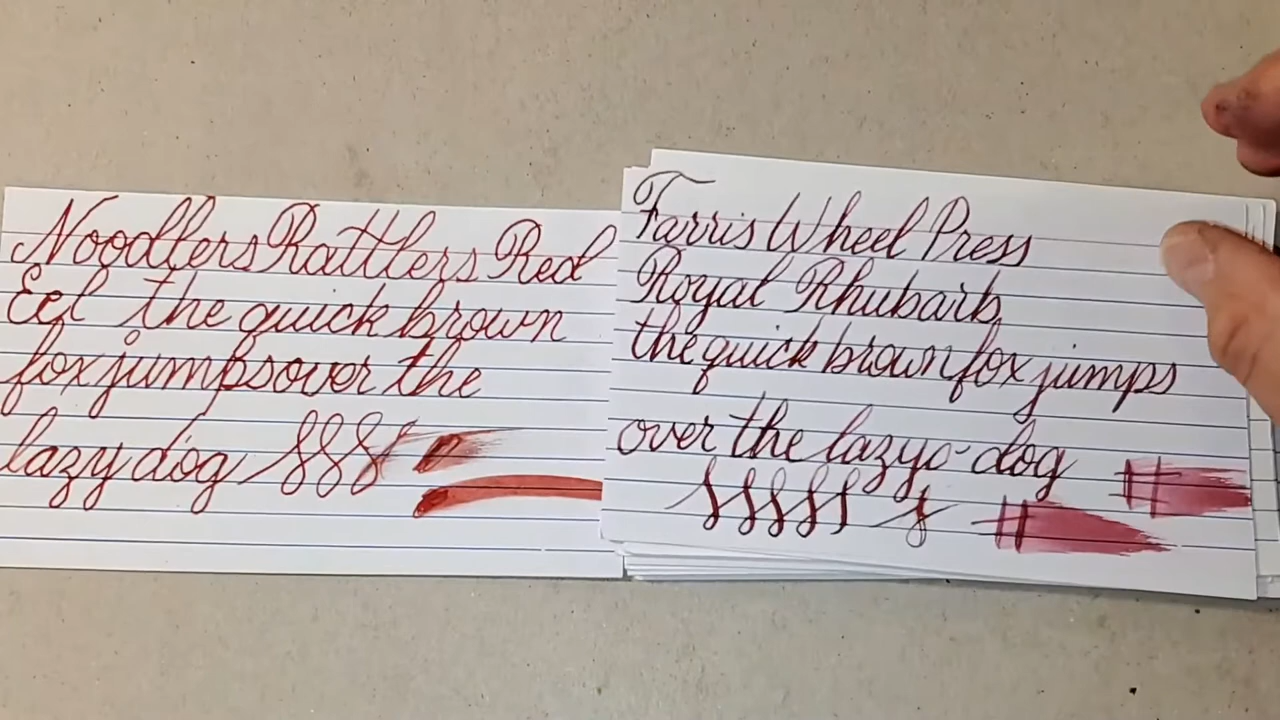 Noodlers Rattlers Red
Eel the quick brown
fox jumps over the
lazy dog
Farris Wheel Press
Royal Rhubarb
the quick brown fox jumps
over the lazy dog